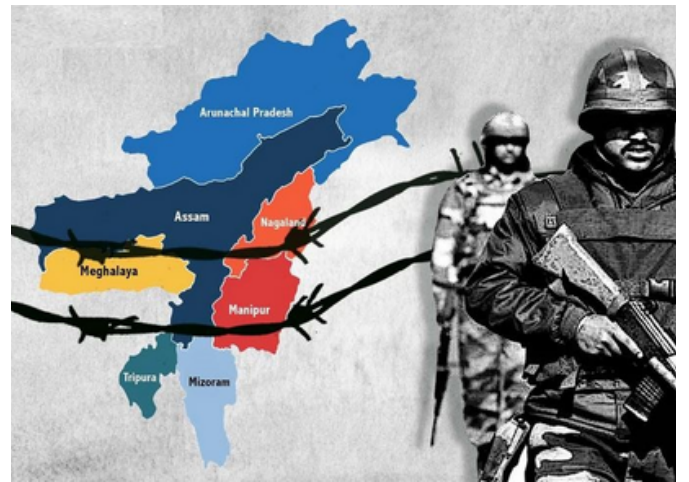 Arunachal Pradesh
Assam
Nagaland
Meghalaya
Manipur
Tripura
Mizoram